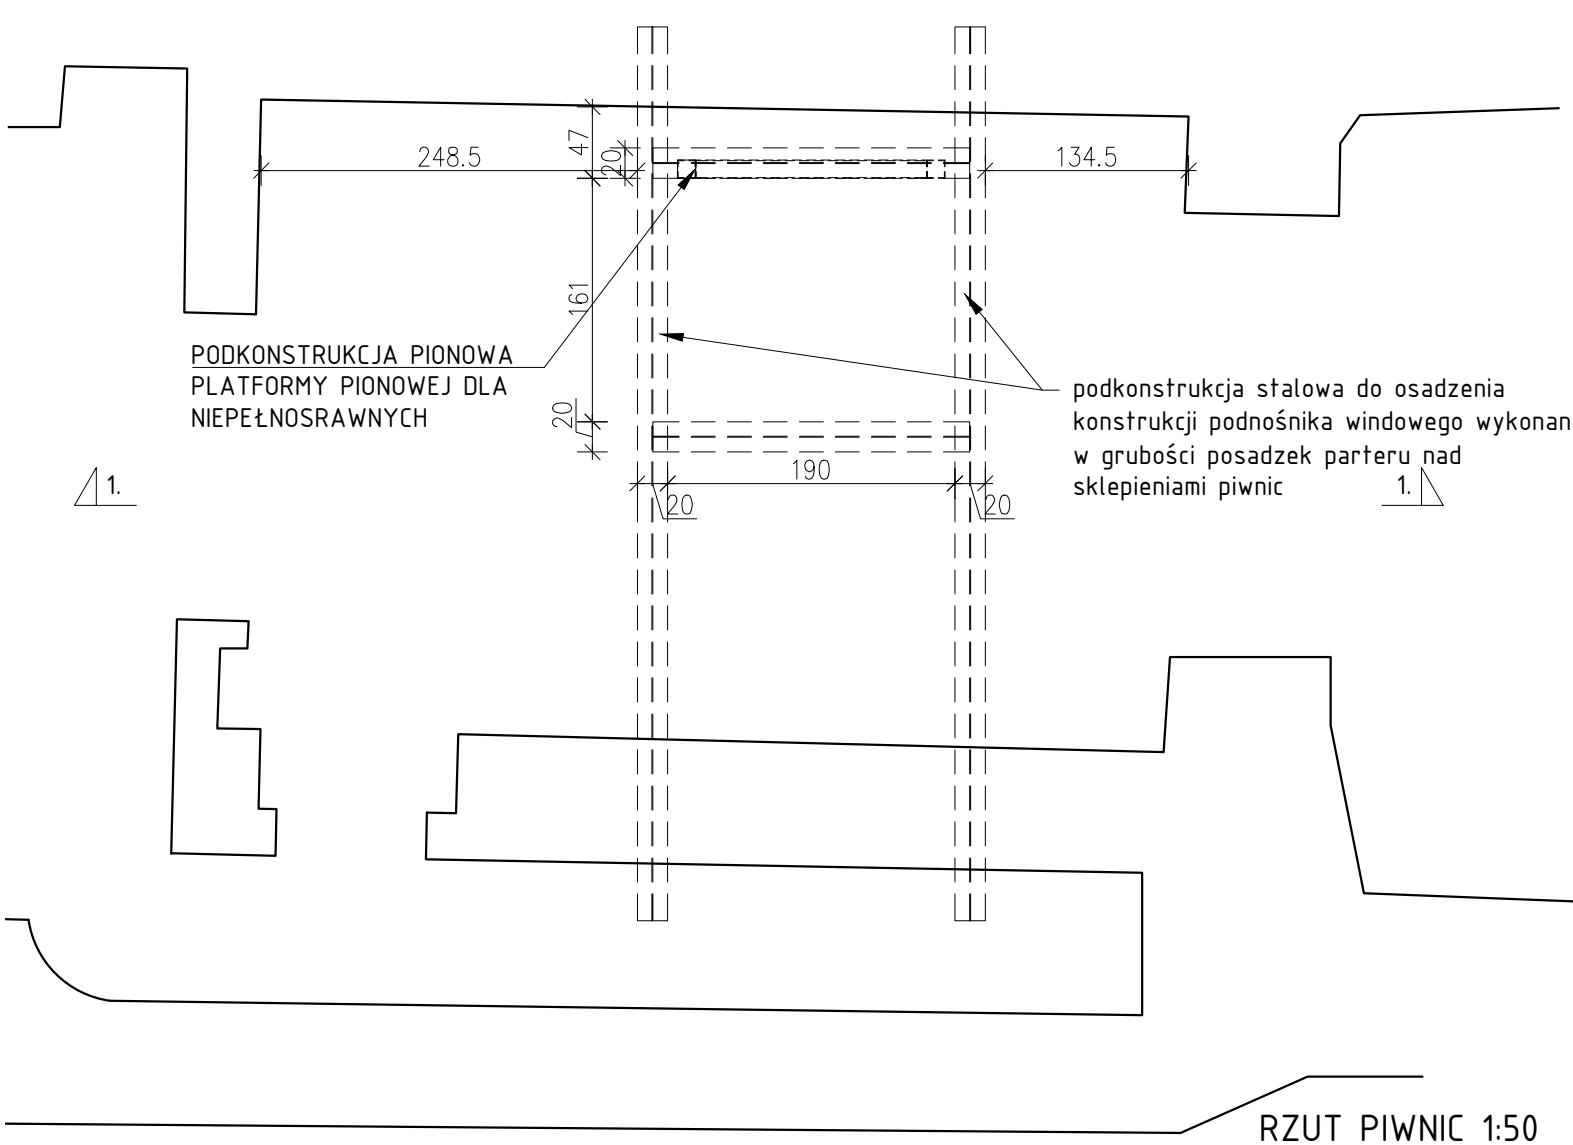 248.5
47
20
134.5
161
PODKONSTRUKCJA PIONOWA
PLATFORMY PIONOWEJ DLA
NIEPEŁNOSRAWNYCH
20
podkonstrukcja stalowa do osadzenia
konstrukcji podnośnika windowego wykonan
w grubości posadzek parteru nad
sklepieniami piwnic
190
1.
1.
20
20
RZUT PIWNIC 1:50